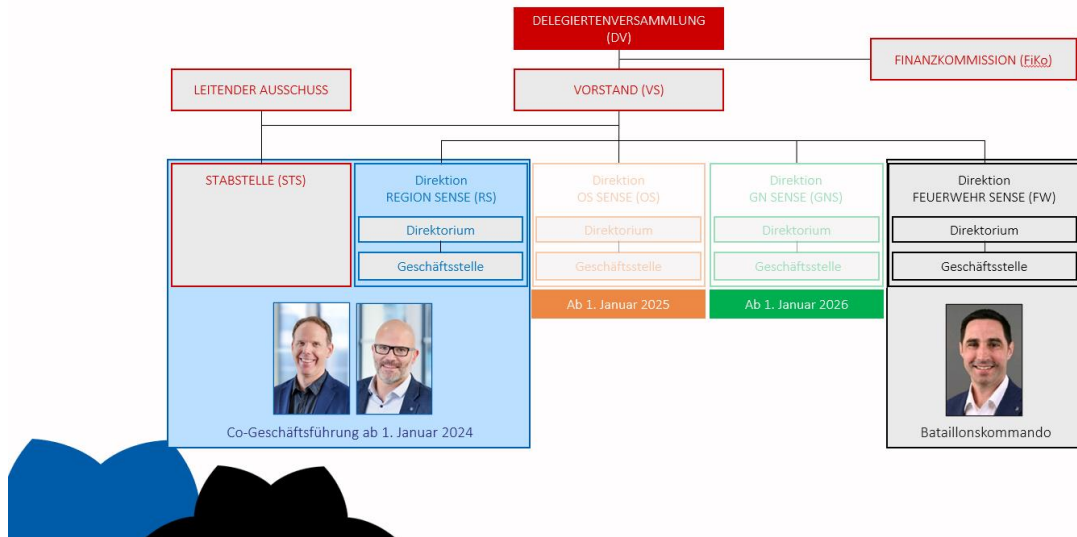 DELEGIERTENVERSAMMLUNG
(DV)
FINANZKOMMISSION (FiKo)
LEITENDER AUSSCHUSS
VORSTAND (VS)
STABSTELLE (STS)
Direktion
REGION SENSE (RS)
Direktorium
Geschäftsstelle
Direktion
OS SENSE (OS)
Direktorium
Geschäftsstelle
Direktion
GN SENSE (GNS)
Direktorium
Geschäftsstelle
Direktion
FEUERWEHR SENSE (FW)
Direktorium
Geschäftsstelle
Ab 1. Januar 2025
Ab 1. Januar 2026
Co-Geschäftsführung ab 1. Januar 2024
Bataillonskommando